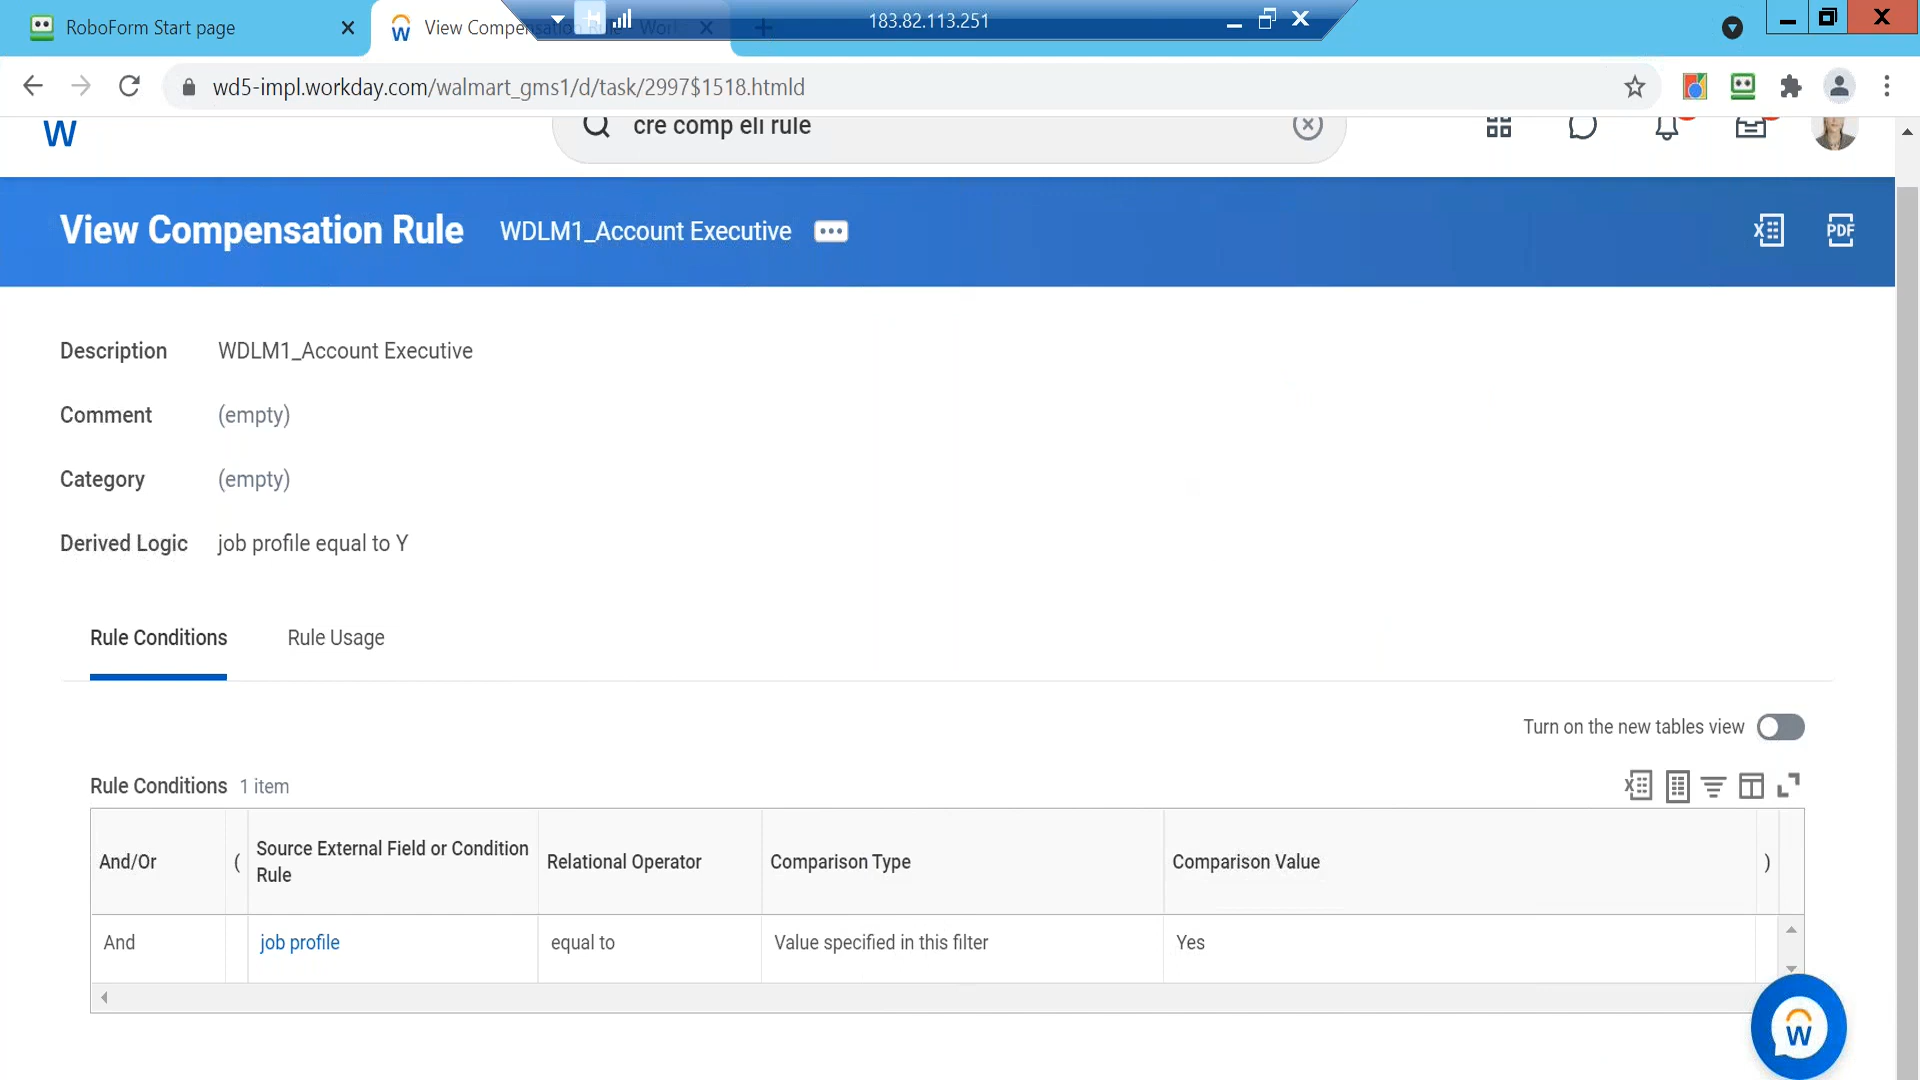 RoboForm Start page
View Compensation Rule - Work
183.82.113.251
wd5-impl.workday.com/walmart_gms1/d/task/2997$1518.htmld
W
cre comp eli rule
View Compensation Rule
WDLM1_Account Executive
X
PDF
Description
WDLM1_Account Executive
Comment
(empty)
Category
(empty)
Derived Logic
job profile equal to Y
Rule Conditions
Rule Usage
Turn on the new tables view
Rule Conditions
1 item
And/Or
(
Source External Field or Condition
Rule
Relational Operator
Comparison Type
Comparison Value
)
And
job profile
equal to
Value specified in this filter
Yes
W